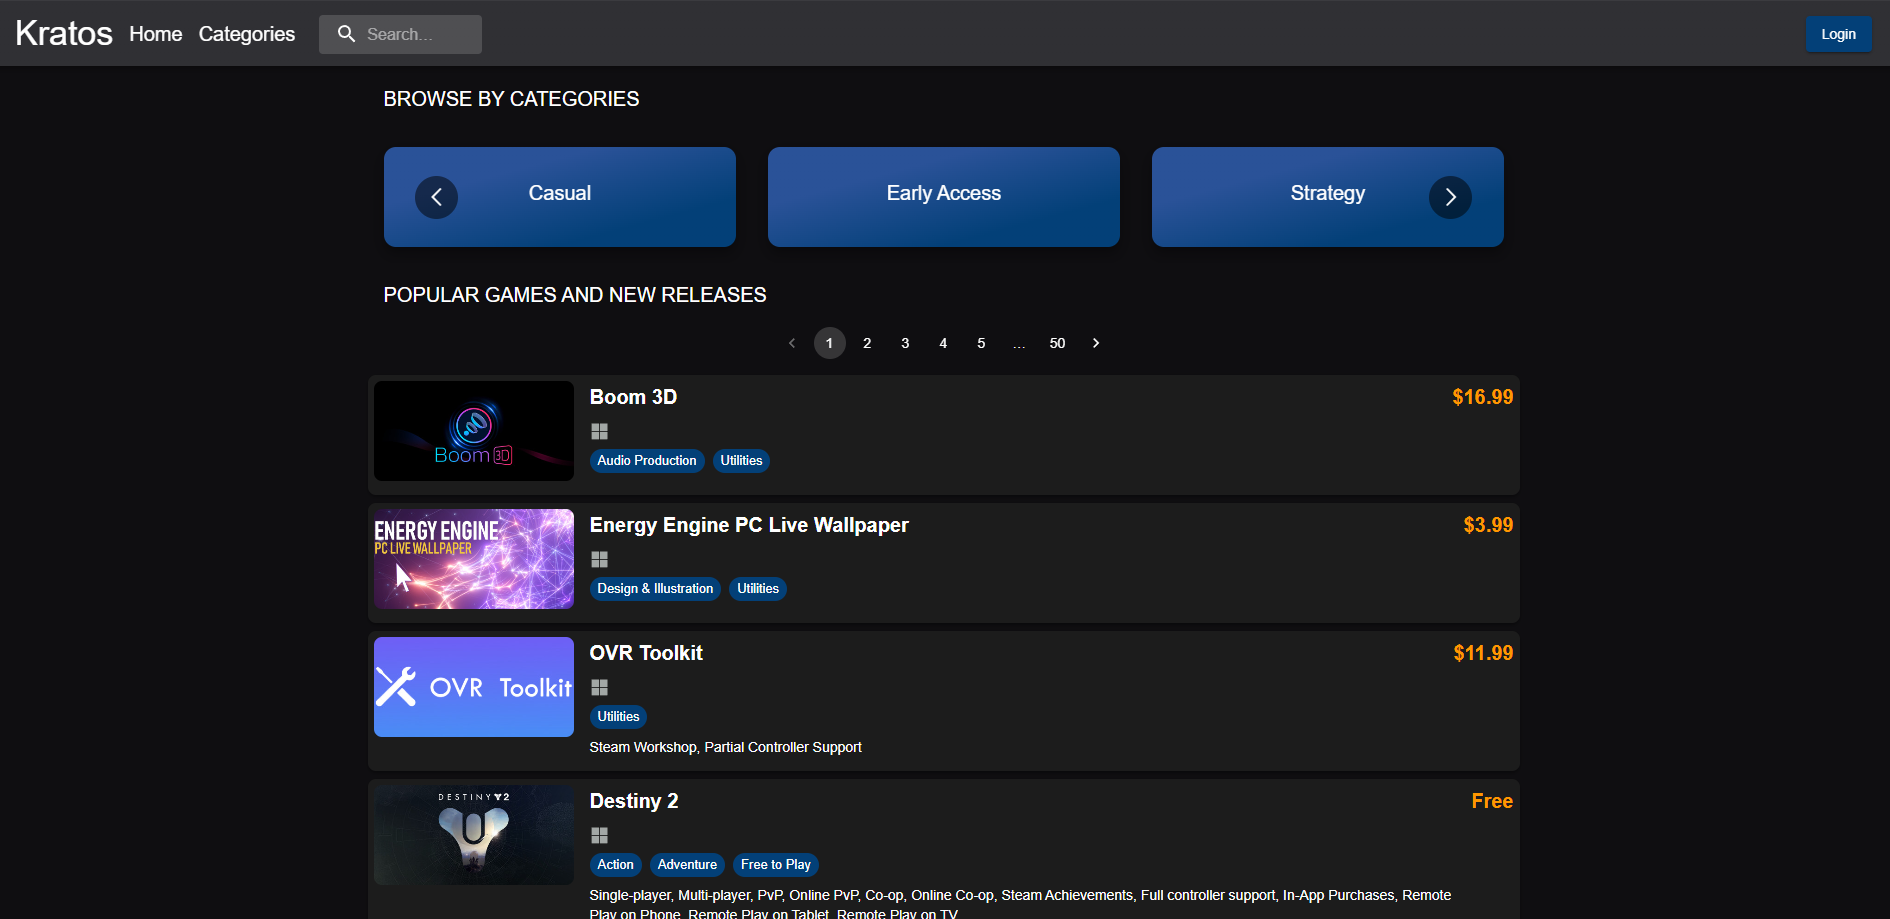 Kratos Home Categories Search... Login
BROWSE BY CATEGORIES
Casual Early Access Strategy
POPULAR GAMES AND NEW RELEASES
1 2 3 4 5 ... 50
Boom 3D
Boom 3D $16.99
Audio Production Utilities
ENERGY ENGINE
PC LIVE WALLPAPER
Energy Engine PC Live Wallpaper $3.99
Design & Illustration Utilities
OVR Toolkit
OVR Toolkit $11.99
Utilities
Steam Workshop, Partial Controller Support
DESTINY 2
Destiny 2 Free
Action Adventure Free to Play
Single-player, Multi-player, PvP, Online PvP, Co-op, Online Co-op, Steam Achievements, Full controller support, In-App Purchases, Remote
Play on Phone, Remote Play on Tablet, Remote Play on TV